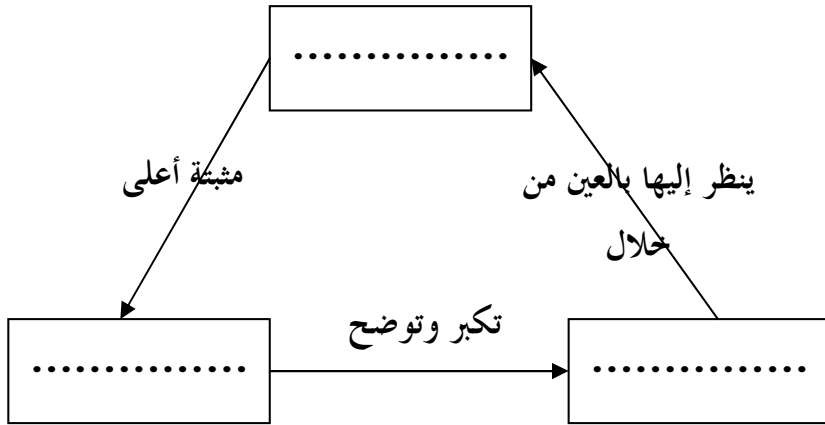 ...............
ينظر إليها بالعين من
خلال
مثبتة أعلى
تكبر وتوضح
...............
...............